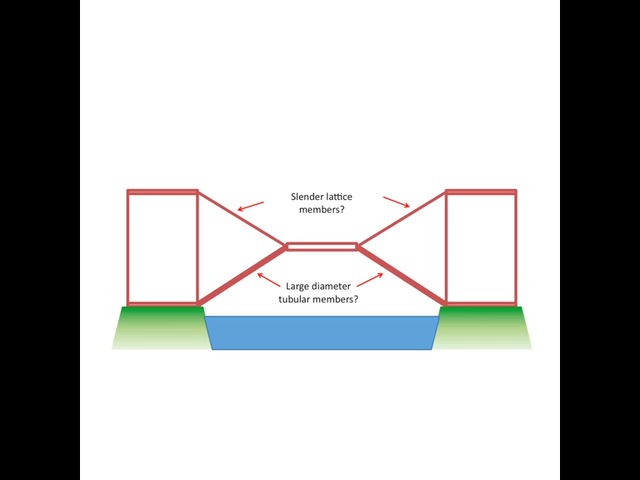 Slender lattice
members?
Large diameter
tubular members?